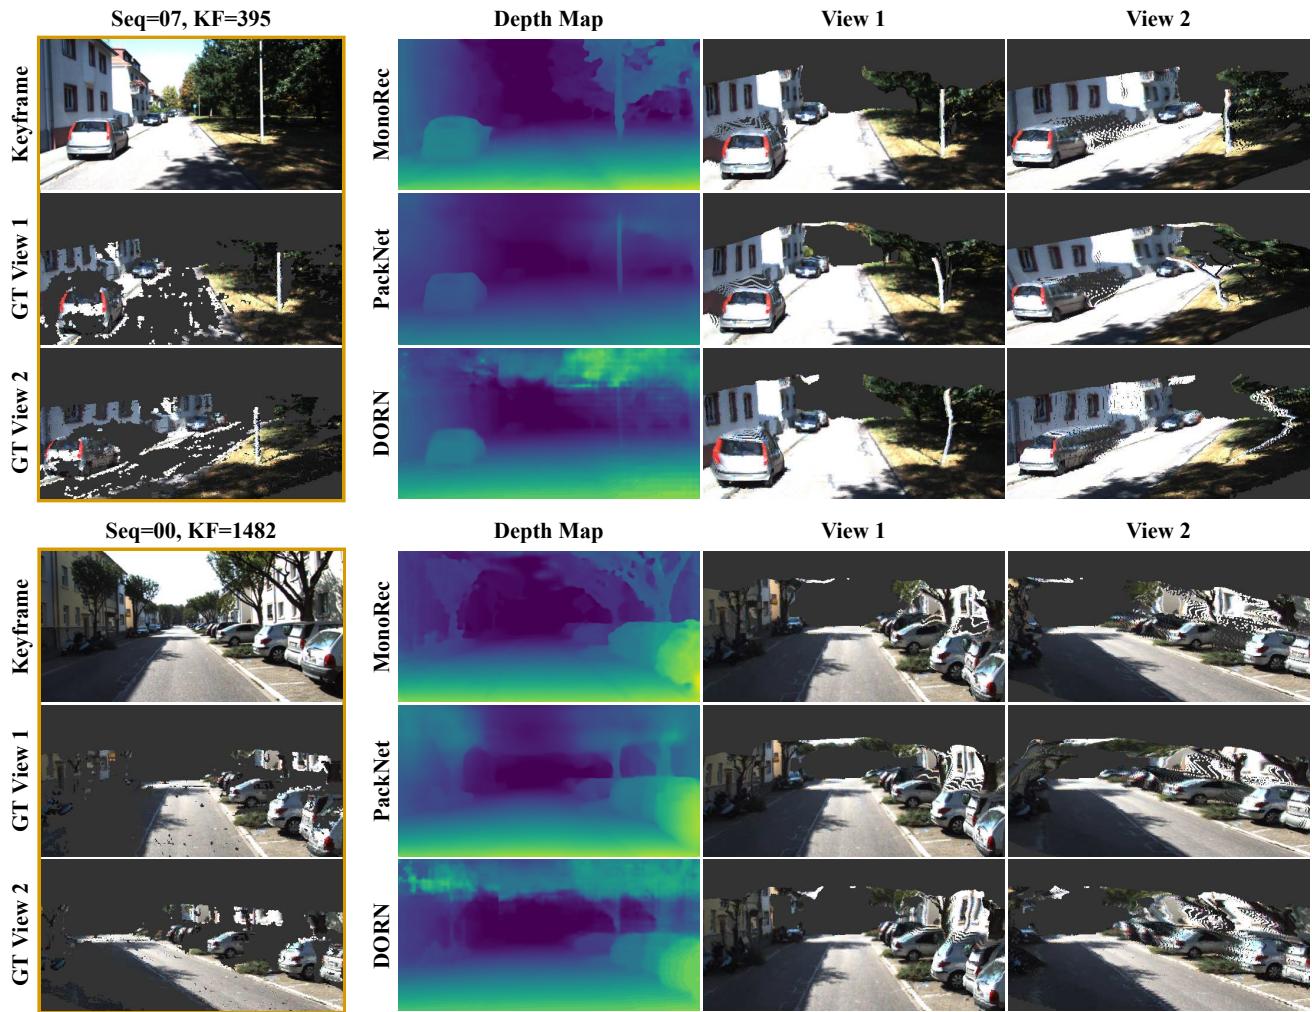 Seq=07, KF=395
Depth Map
View 1
View 2
Keyframe
MonoRec
GT View 1
PackNet
GT View 2
DORN
Seq=00, KF=1482
Depth Map
View 1
View 2
Keyframe
MonoRec
GT View 1
PackNet
GT View 2
DORN